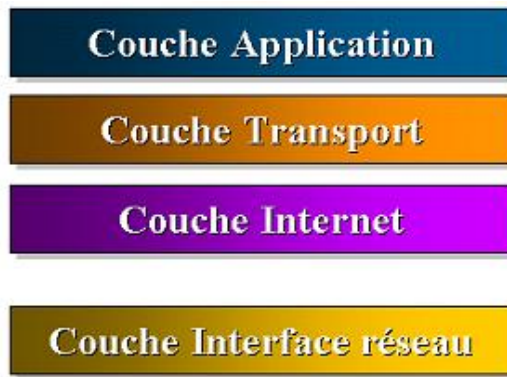 Couche Application
Couche Transport
Couche Internet
Couche Interface réseau